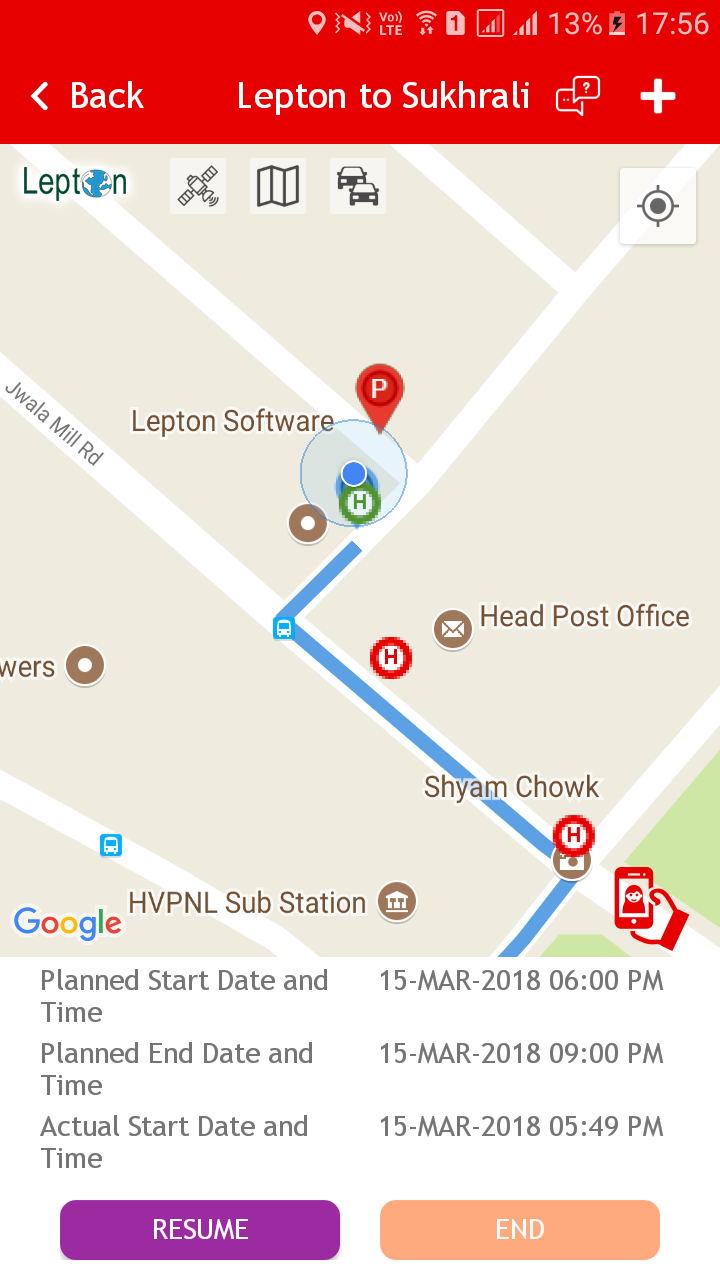 Vo))
LTE
1
13%
17:56
Back
Lepton to Sukhrali
?
+
Lepton
P
Lepton Software
Jwala Mill Rd
H
Head Post Office
H
wers
Shyam Chowk
H
HVPNL Sub Station
Google
Planned Start Date and
Time
15-MAR-2018 06:00 PM
Planned End Date and
Time
15-MAR-2018 09:00 PM
Actual Start Date and
Time
15-MAR-2018 05:49 PM
RESUME
END